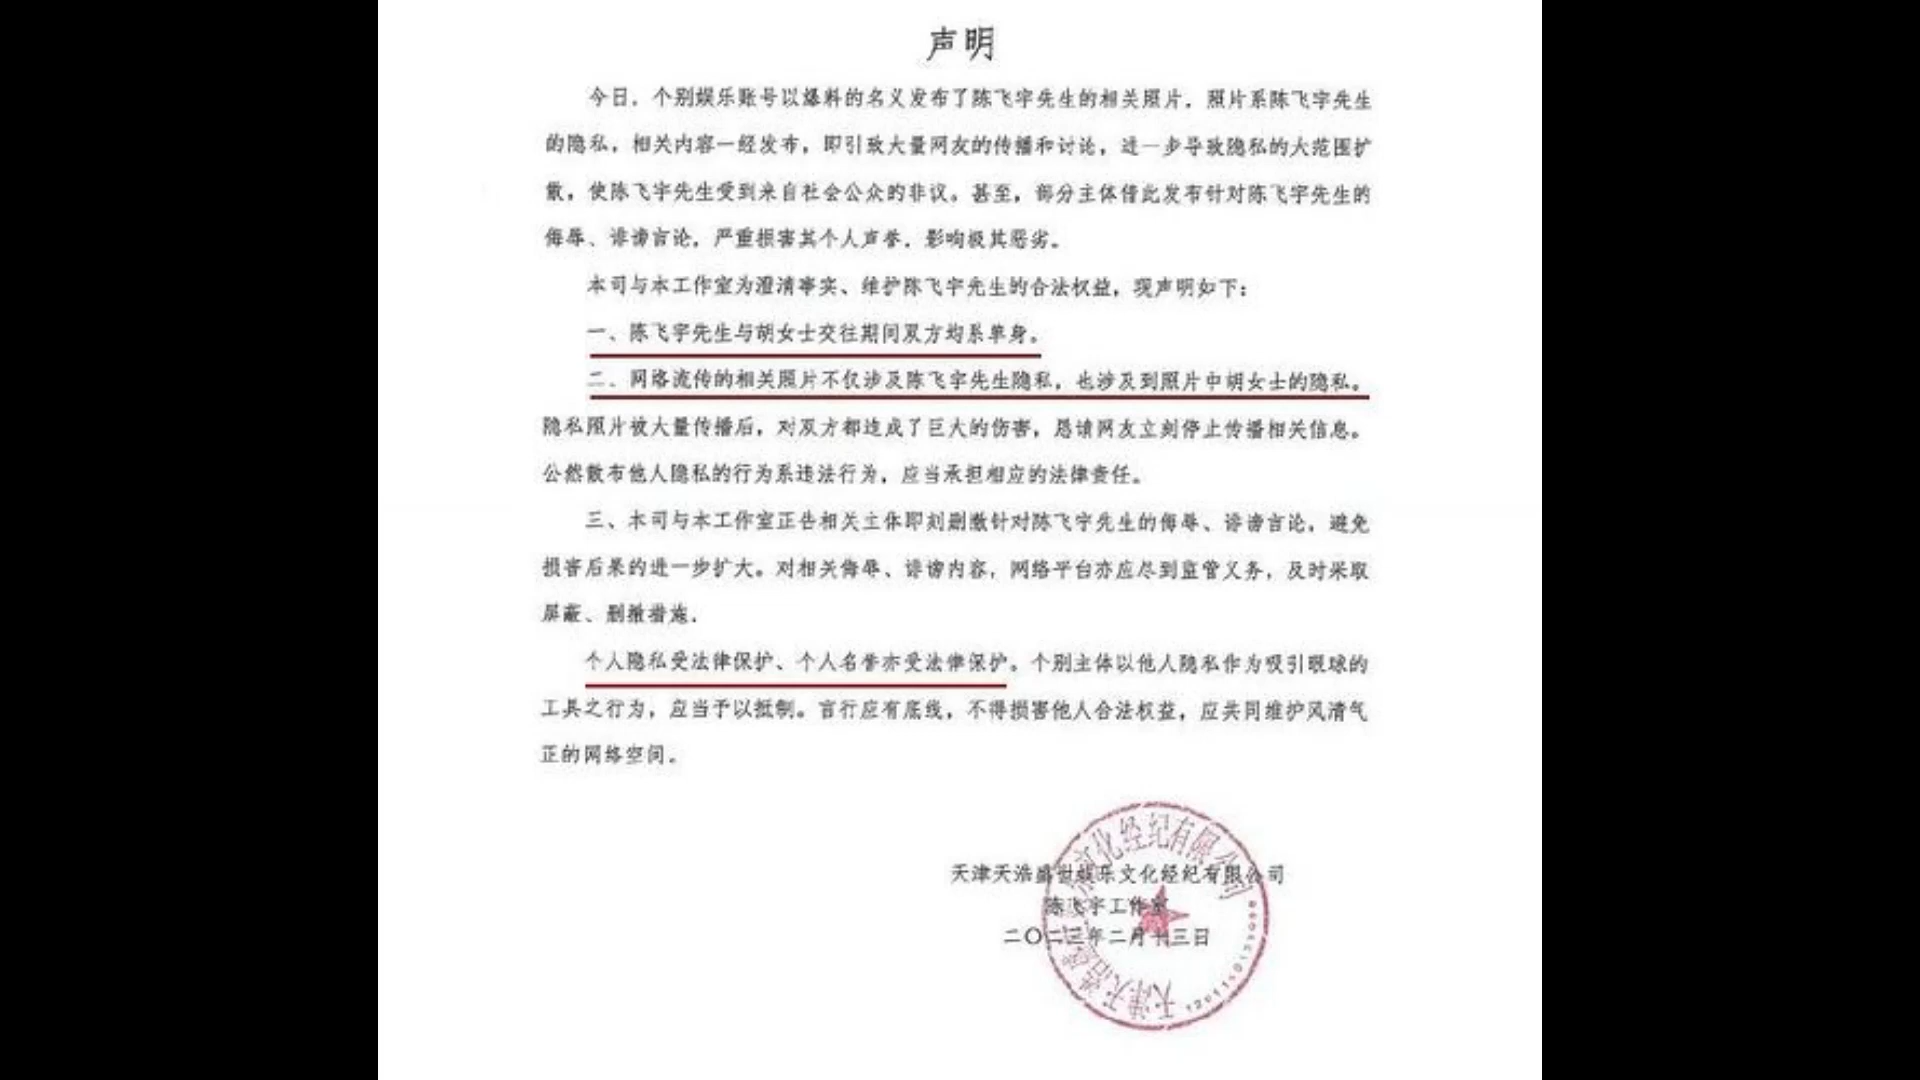 声明
今日，个别娱乐账号以爆料的名义发布了陈飞宇先生的相关照片，照片系陈飞宇先生
的隐私，相关内容一经发布，即引致大量网友的传播和讨论，进一步导致隐私的大范围扩
散，使陈飞宇先生受到来自社会公众的非议。甚至，部分主体借此发布针对陈飞宇先生的
侮辱、诽谤言论，严重损害其个人声誉，影响极其恶劣。
本司与本工作室为澄清事实、维护陈飞宇先生的合法权益，现声明如下：
一、陈飞宇先生与胡女士交往期间双方均系单身。
二、网络流传的相关照片不仅涉及陈飞宇先生隐私，也涉及到照片中胡女士的隐私。
隐私照片被大量传播后，对双方都造成了巨大的伤害，恳请网友立刻停止传播相关信息。
公然散布他人隐私的行为系违法行为，应当承担相应的法律责任。
三、本司与本工作室正告相关主体即刻删撤针对陈飞宇先生的侮辱、诽谤言论，避免
损害后果的进一步扩大。对相关侮辱、诽谤内容，网络平台亦应尽到监管义务，及时采取
屏蔽、删撤措施。
个人隐私受法律保护、个人名誉亦受法律保护。个别主体以他人隐私作为吸引眼球的
工具之行为，应当予以抵制。言行应有底线，不得损害他人合法权益，应共同维护风清气
正的网络空间。
天津天浩盛世娱乐文化经纪有限公司
陈飞宇工作室
二〇二三年二月十三日